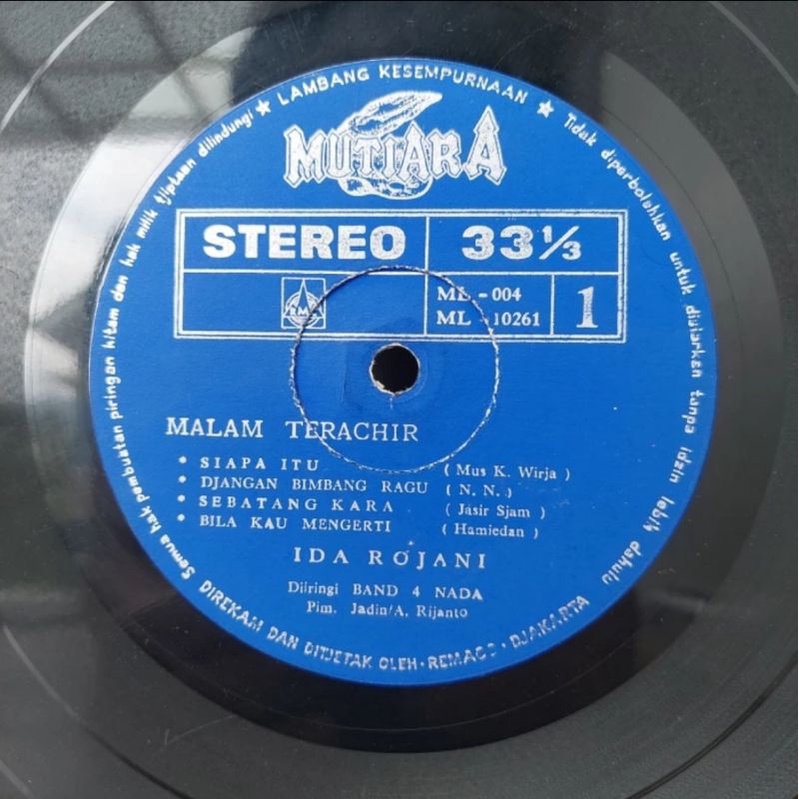 ★ LAMBANG KESEMPURNAAN ★
Tidak diperbolehkan untuk disiarken tanpa idzin lebih dahulu
Semua hak pembuatan piringan hitam dan hak milik tjiptaan dilindungi
MUTIARA
STEREO 33⅓
RMA
ML - 004
ML 10261
1
MALAM TERACHIR
* SIAPA ITU (Mus K. Wirja)
* DJANGAN BIMBANG RAGU (N. N.)
* SEBATANG KARA (Jasir Sjam)
* BILA KAU MENGERTI (Hamiedan)
IDA ROJANI
Diiringi BAND 4 NADA
Pim. Jadin/A. Rijanto
DIREKAM DAN DITJETAK OLEH · REMACO · DJAKARTA